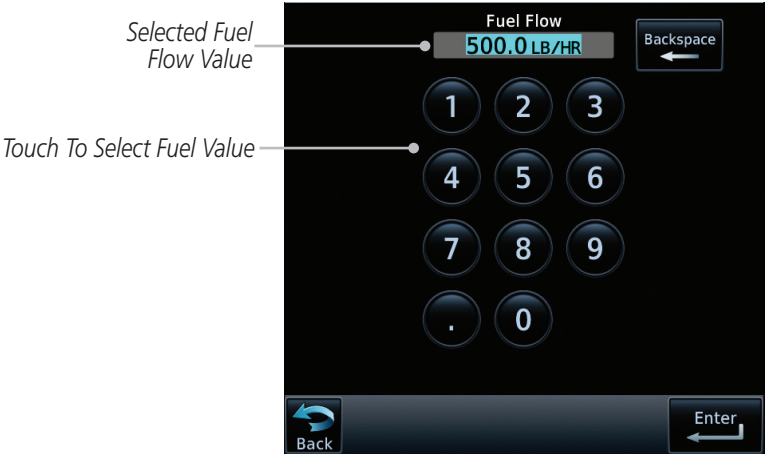 Selected Fuel
Flow Value
Touch To Select Fuel Value
Fuel Flow
500.0 LB/HR
Backspace
1 2 3
4 5 6
7 8 9
. 0
Back
Enter